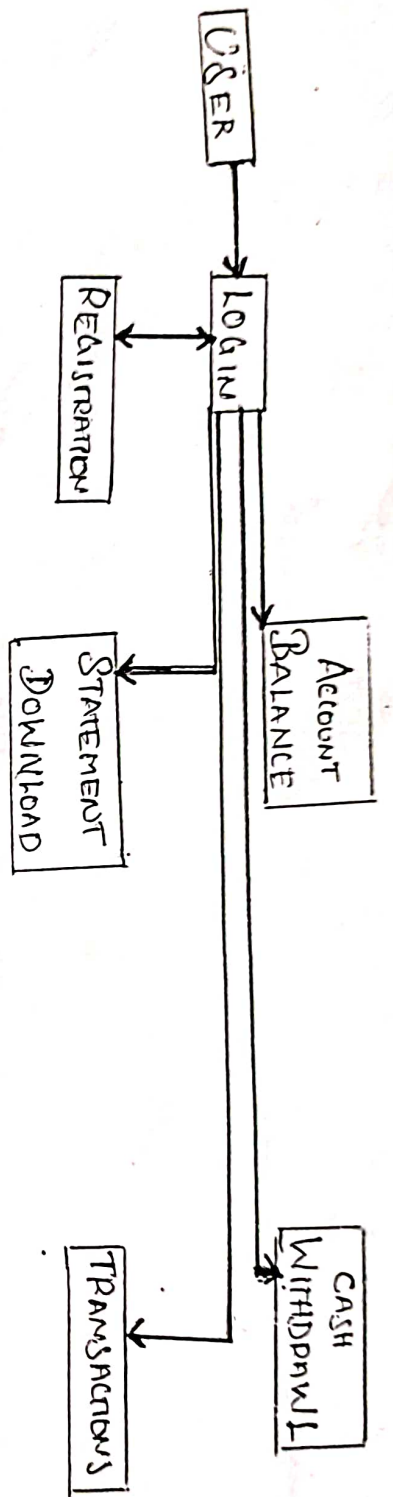 USER
LOGIN
REGISTRATION
ACCOUNT
BALANCE
STATEMENT
DOWNLOAD
CASH
WITHDRAWL
TRANSACTIONS